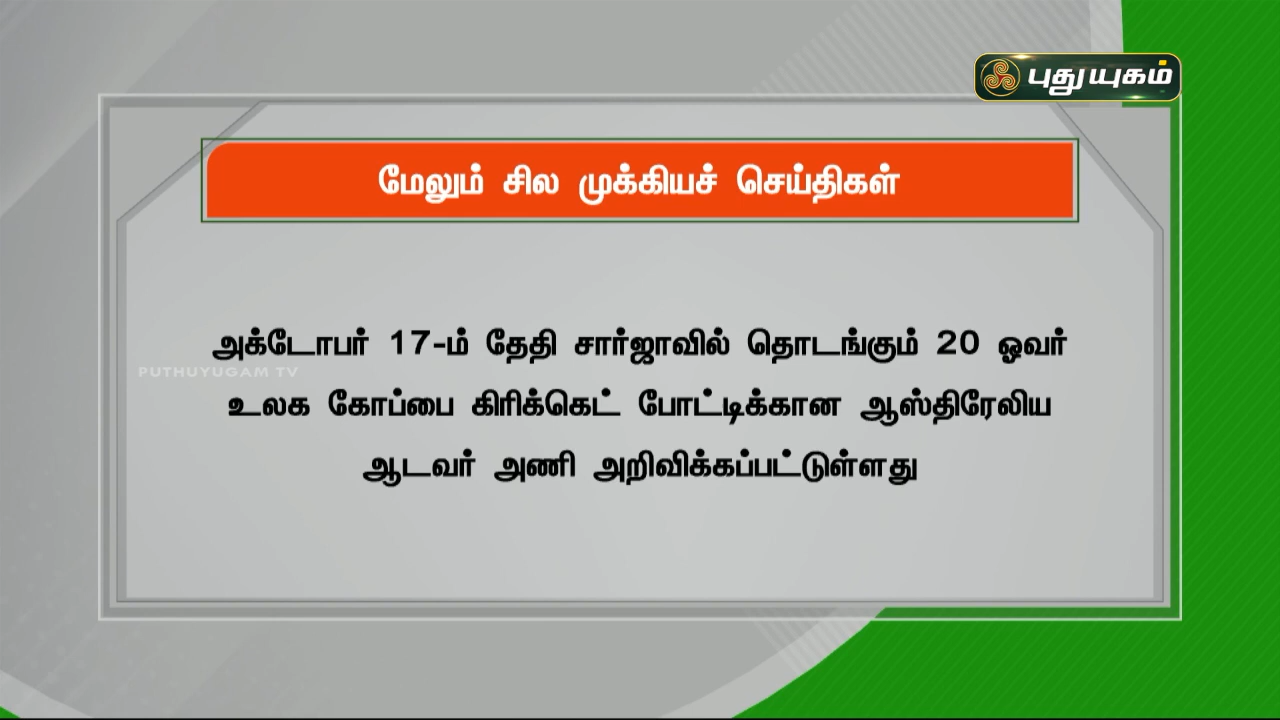 புதுயுகம்
மேலும் சில முக்கியச் செய்திகள்
அக்டோபர் 17-ம் தேதி சார்ஜாவில் தொடங்கும் 20 ஓவர்
PUTHUYUGAM TV
உலக கோப்பை கிரிக்கெட் போட்டிக்கான ஆஸ்திரேலிய
ஆடவர் அணி அறிவிக்கப்பட்டுள்ளது